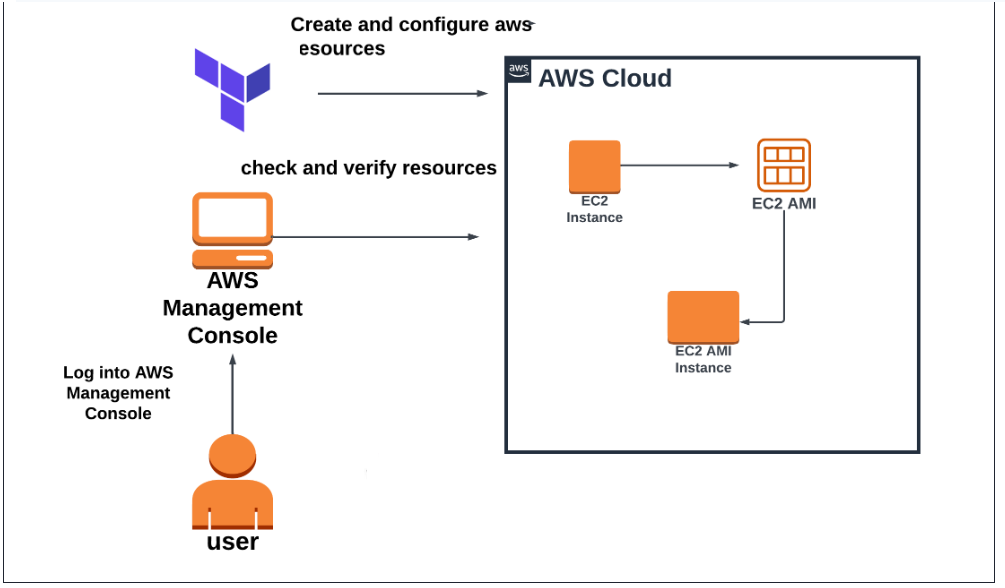 Create and configure aws
esources
aws
AWS Cloud
check and verify resources
EC2
Instance
EC2 AMI
AWS
Management
Console
EC2 AMI
Instance
Log into AWS
Management
Console
user